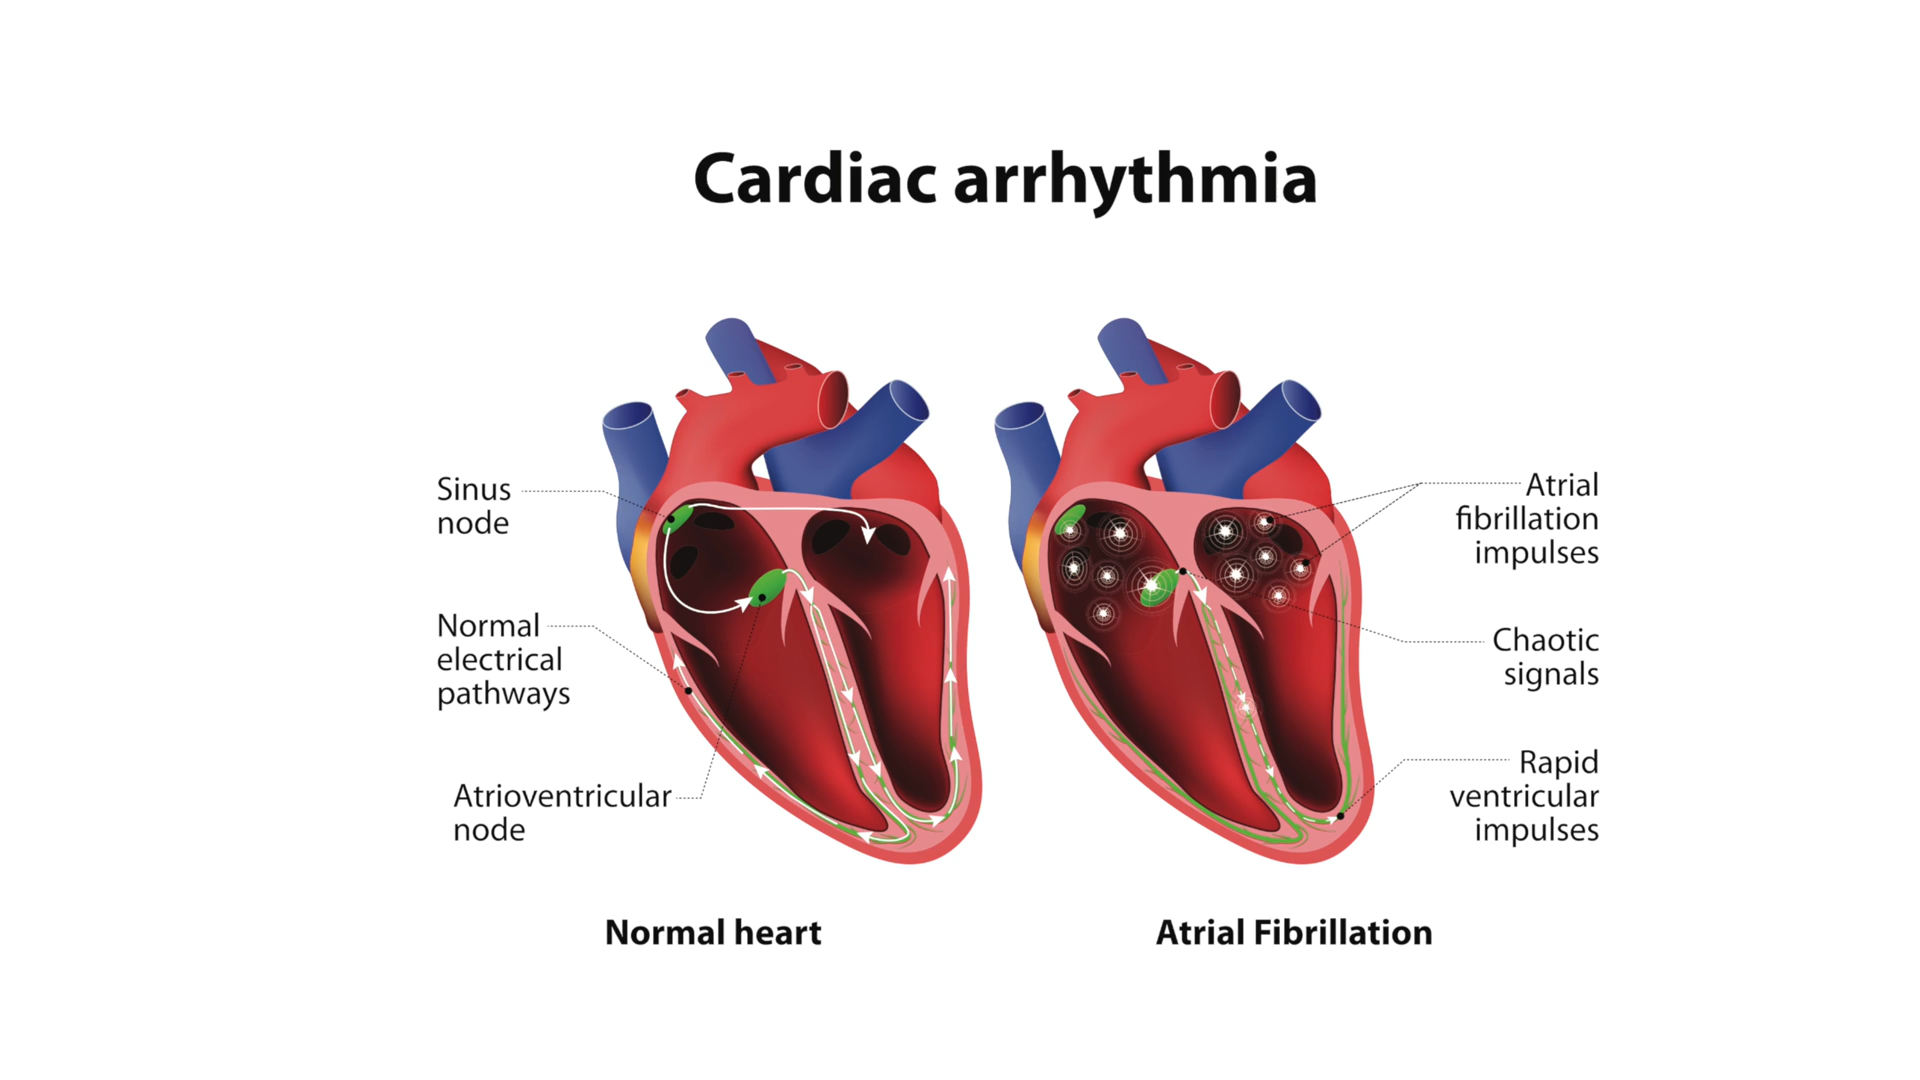 Cardiac arrhythmia
Sinus
node
Normal
electrical
pathways
Atrioventricular
node
Atrial
fibrillation
impulses
Chaotic
signals
Rapid
ventricular
impulses
Normal heart
Atrial Fibrillation